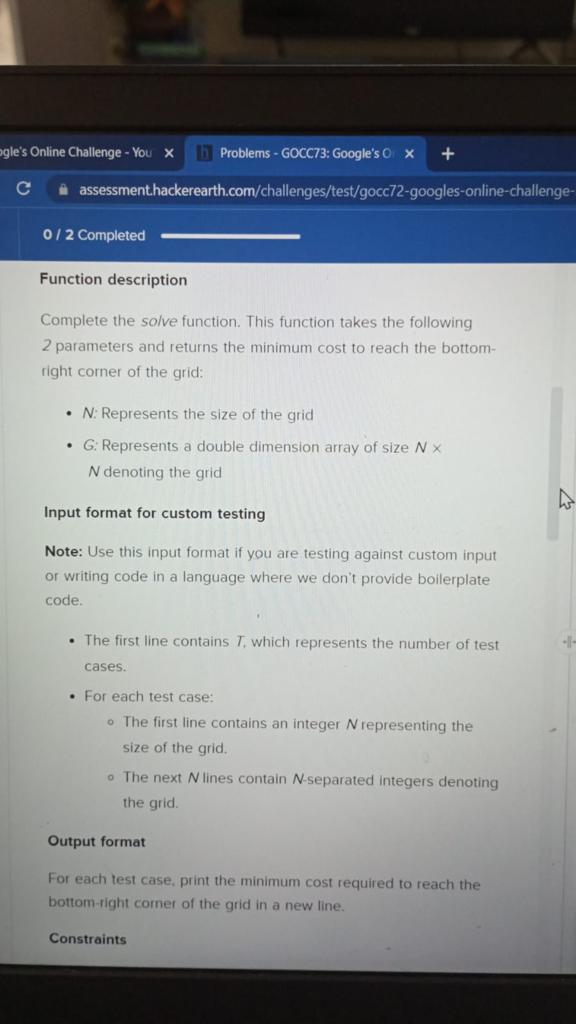 ogle's Online Challenge - You × Problems - GOCC73: Google's O × +
assessment.hackerearth.com/challenges/test/gocc72-googles-online-challenge-
0 / 2 Completed
Function description
Complete the solve function. This function takes the following
2 parameters and returns the minimum cost to reach the bottom-
right corner of the grid:
• N: Represents the size of the grid
• G: Represents a double dimension array of size N ×
N denoting the grid
Input format for custom testing
Note: Use this input format if you are testing against custom input
or writing code in a language where we don't provide boilerplate
code.
• The first line contains T, which represents the number of test
cases.
• For each test case:
o The first line contains an integer N representing the
size of the grid.
o The next N lines contain N-separated integers denoting
the grid.
Output format
For each test case, print the minimum cost required to reach the
bottom-right corner of the grid in a new line.
Constraints